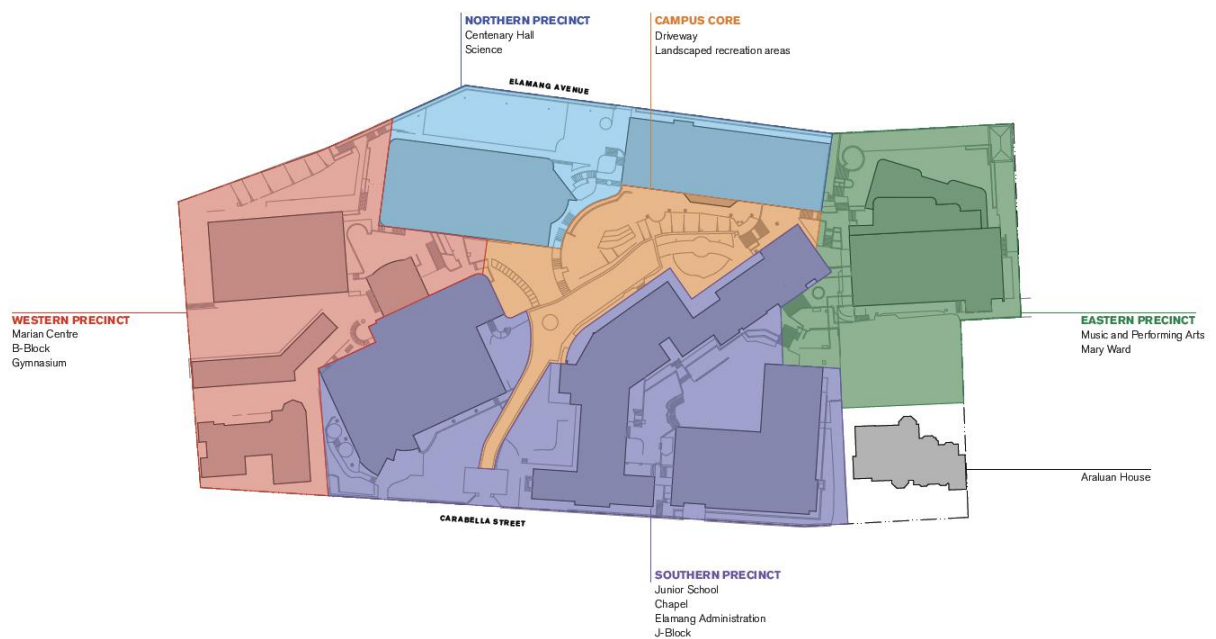 NORTHERN PRECINCT
Centenary Hall
Science
CAMPUS CORE
Driveway
Landscaped recreation areas
ELAMANG AVENUE
WESTERN PRECINCT
Marian Centre
B-Block
Gymnasium
EASTERN PRECINCT
Music and Performing Arts
Mary Ward
Araluan House
CARABELLA STREET
SOUTHERN PRECINCT
Junior School
Chapel
Elamang Administration
J-Block